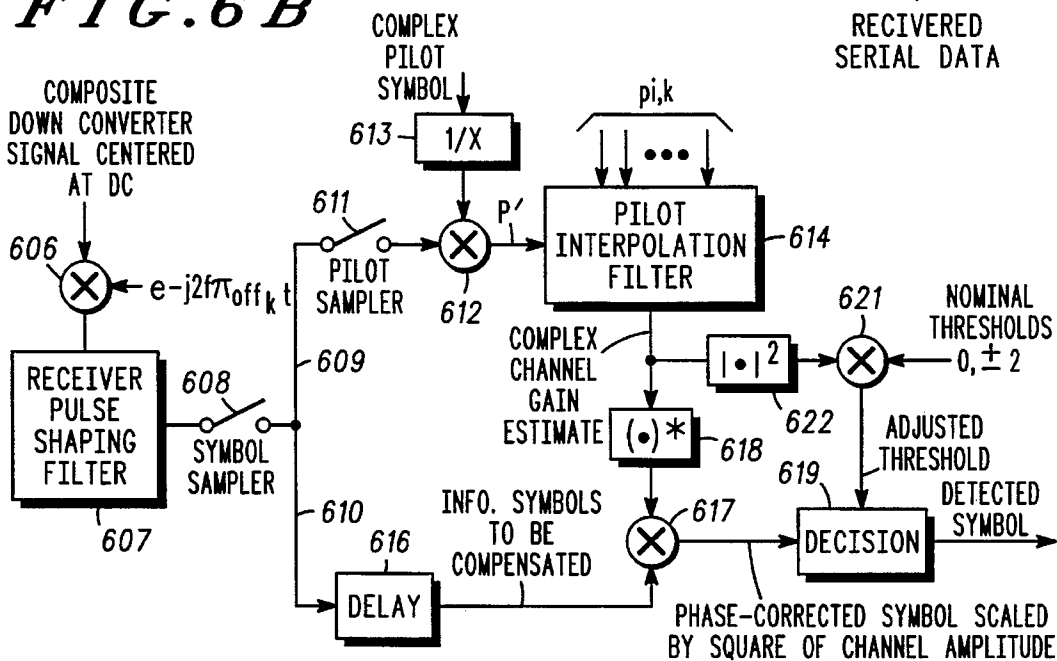 FIG.6B
RECIVERED
SERIAL DATA
COMPLEX
PILOT
SYMBOL
pi,k
COMPOSITE
DOWN CONVERTER
SIGNAL CENTERED
AT DC
613
1/X
611
606
PILOT
SAMPLER
P'
612
PILOT
INTERPOLATION
FILTER
614
e-j2fπoffk t
621
NOMINAL
THRESHOLDS
0, ± 2
RECEIVER
PULSE
SHAPING
FILTER
607
608
SYMBOL
SAMPLER
609
COMPLEX
CHANNEL
GAIN
ESTIMATE
|•|2
622
(•)*
618
ADJUSTED
THRESHOLD
619
DETECTED
SYMBOL
610
616
DELAY
INFO. SYMBOLS
TO BE
COMPENSATED
617
DECISION
PHASE-CORRECTED SYMBOL SCALED
BY SQUARE OF CHANNEL AMPLITUDE